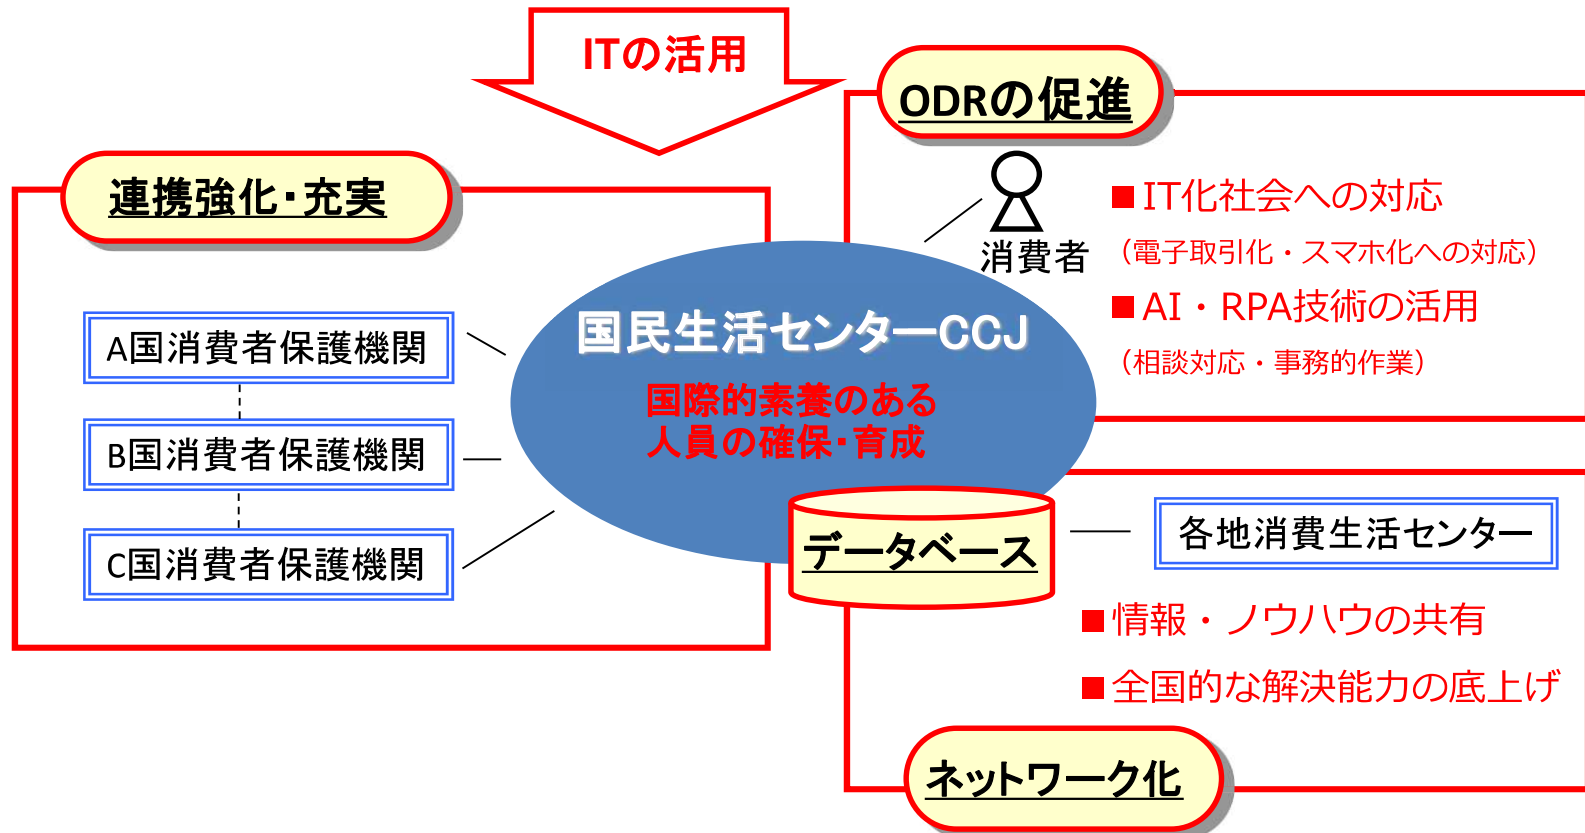 ITの活用
ODRの促進
連携強化・充実
消費者
■IT化社会への対応
（電子取引化・スマホ化への対応）
■AI・RPA技術の活用
（相談対応・事務的作業）
国民生活センターCCJ
国際的素養のある
人員の確保・育成
A国消費者保護機関
B国消費者保護機関
C国消費者保護機関
データベース
各地消費生活センター
■情報・ノウハウの共有
■全国的な解決能力の底上げ
ネットワーク化